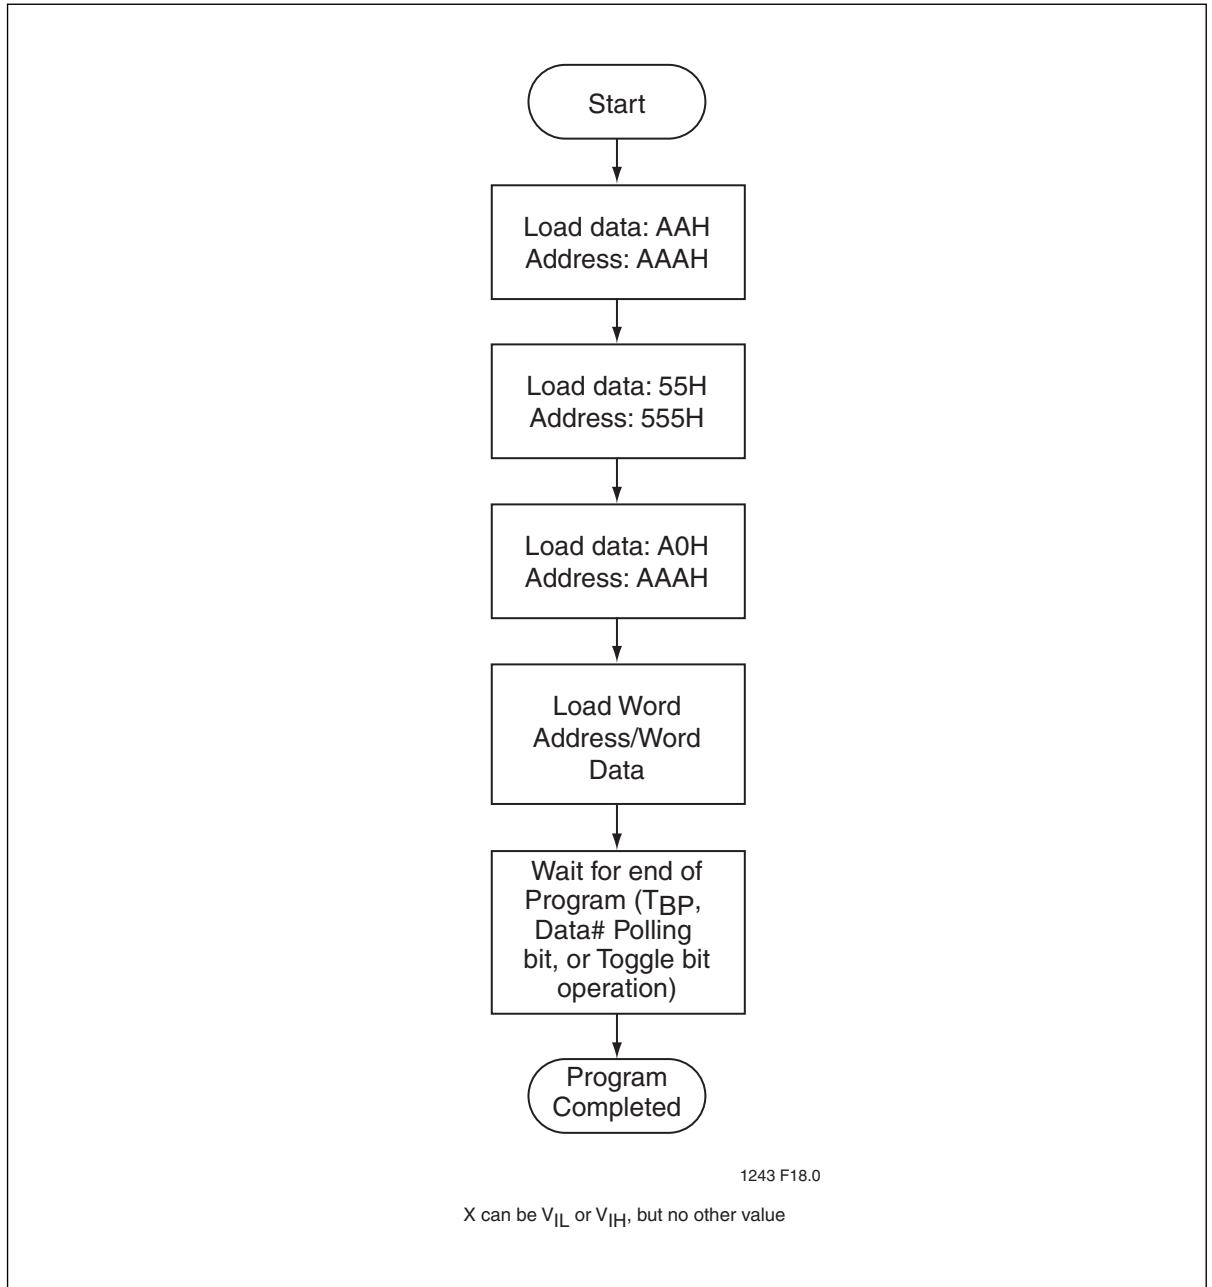 Start
Load data: AAH
Address: AAAH
Load data: 55H
Address: 555H
Load data: A0H
Address: AAAH
Load Word
Address/Word
Data
Wait for end of
Program (TBP,
Data# Polling
bit, or Toggle bit
operation)
Program
Completed
1243 F18.0
X can be VIL or VIH, but no other value